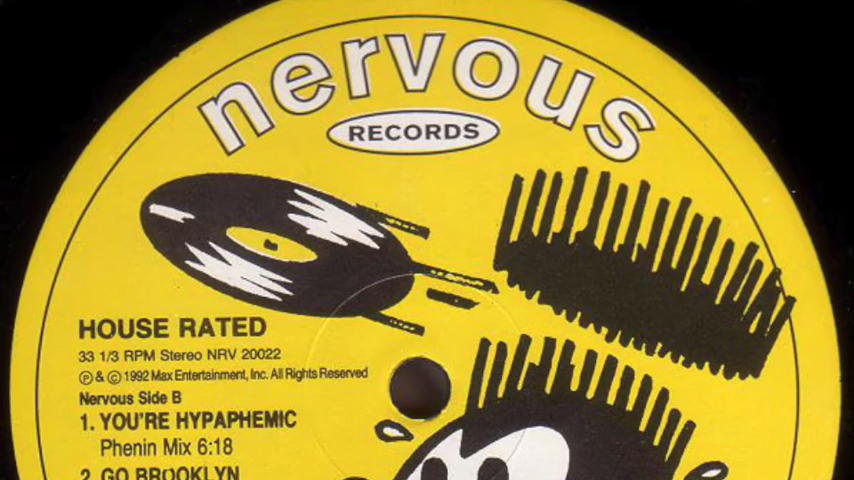 nervous
RECORDS
HOUSE RATED
33 1/3 RPM Stereo NRV 20022
Ⓟ & © 1992 Max Entertainment, Inc. All Rights Reserved
Nervous Side B
1. YOU'RE HYPAPHEMIC
Phenin Mix 6:18
2. GO BROOKLYN